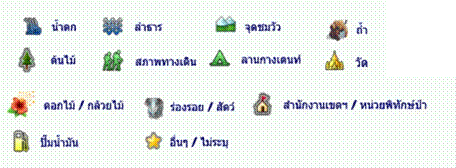 น้ำตก ลำธาร จุดชมวิว ถ้ำ
ต้นไม้ สภาพทางเดิน ลานกางเตนท์ วัด
ดอกไม้ / กล้วยไม้ ร่องรอย / สัตว์ สำนักงานเขตฯ / หน่วยพิทักษ์ป่า
ปั๊มน้ำมัน อื่นๆ / ไม่ระบุ